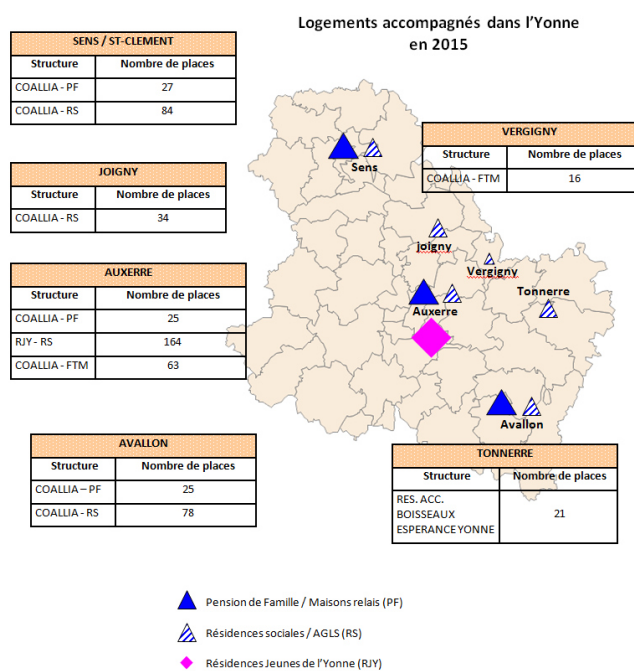 Logements accompagnés dans l'Yonne
en 2015
SENS / ST-CLEMENT
Structure Nombre de places
COALLIA - PF 27
COALLIA - RS 84
JOIGNY
Structure Nombre de places
COALLIA - RS 34
AUXERRE
Structure Nombre de places
COALLIA - PF 25
RJY - RS 164
COALLIA - FTM 63
AVALLON
Structure Nombre de places
COALLIA – PF 25
COALLIA - RS 78
VERGIGNY
Structure Nombre de places
COALLIA - FTM 16
Sens
joigny
Vergigny
Tonnerre
Auxerre
Avallon
TONNERRE
Structure Nombre de places
RES. ACC.
BOISSEAUX 21
ESPERANCE YONNE
Pension de Famille / Maisons relais (PF)
Résidences sociales / AGLS (RS)
Résidences Jeunes de l'Yonne (RJY)